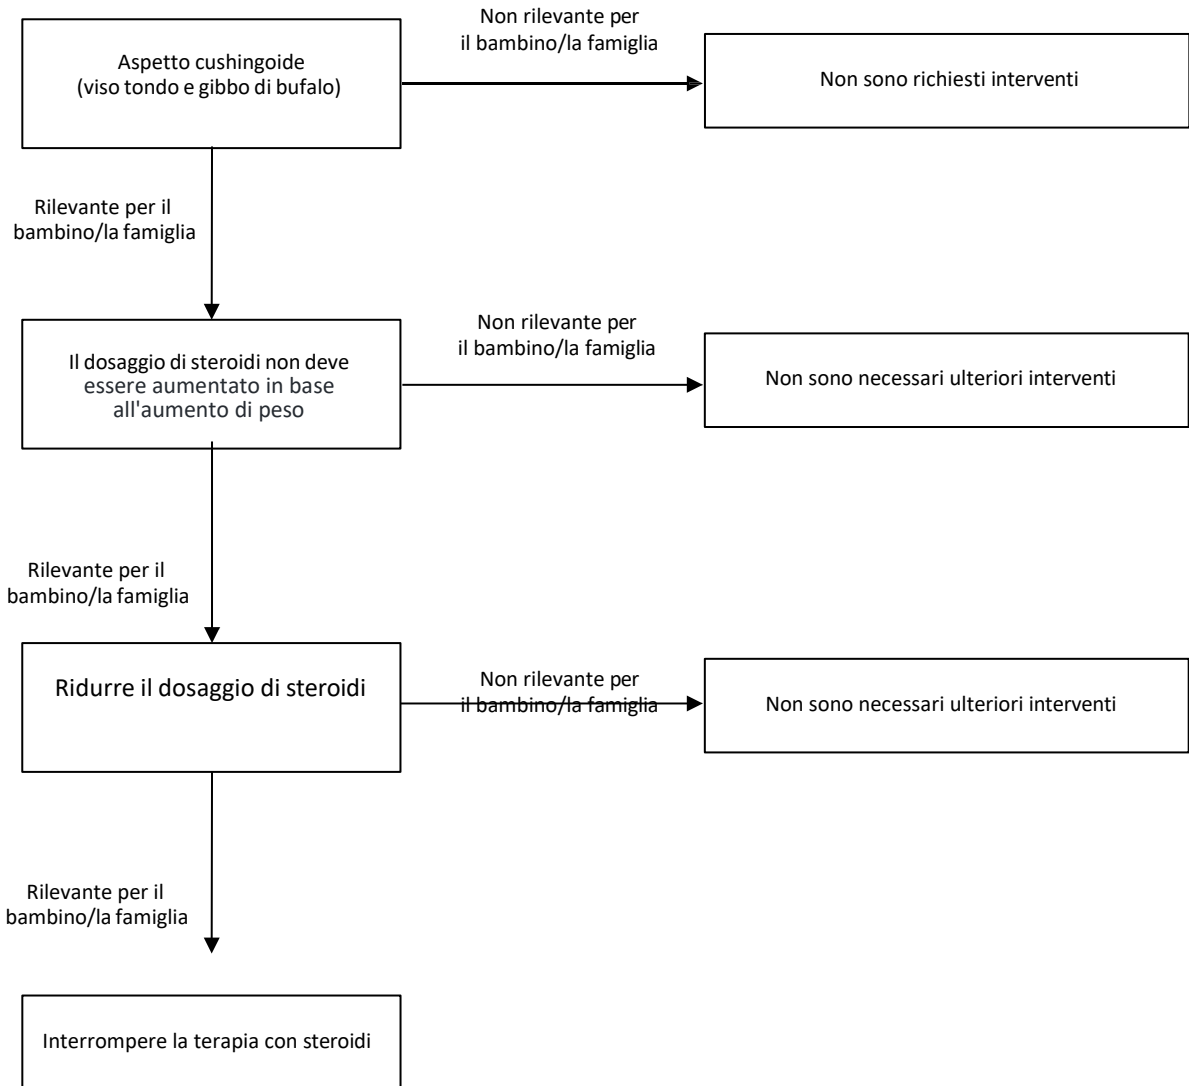 Non rilevante per
il bambino/la famiglia
Aspetto cushingoide
(viso tondo e gibbo di bufalo)
Non sono richiesti interventi
Rilevante per il
bambino/la famiglia
Non rilevante per
il bambino/la famiglia
Il dosaggio di steroidi non deve
essere aumentato in base
all'aumento di peso
Non sono necessari ulteriori interventi
Rilevante per il
bambino/la famiglia
Ridurre il dosaggio di steroidi
Non rilevante per
il bambino/la famiglia
Non sono necessari ulteriori interventi
Rilevante per il
bambino/la famiglia
Interrompere la terapia con steroidi